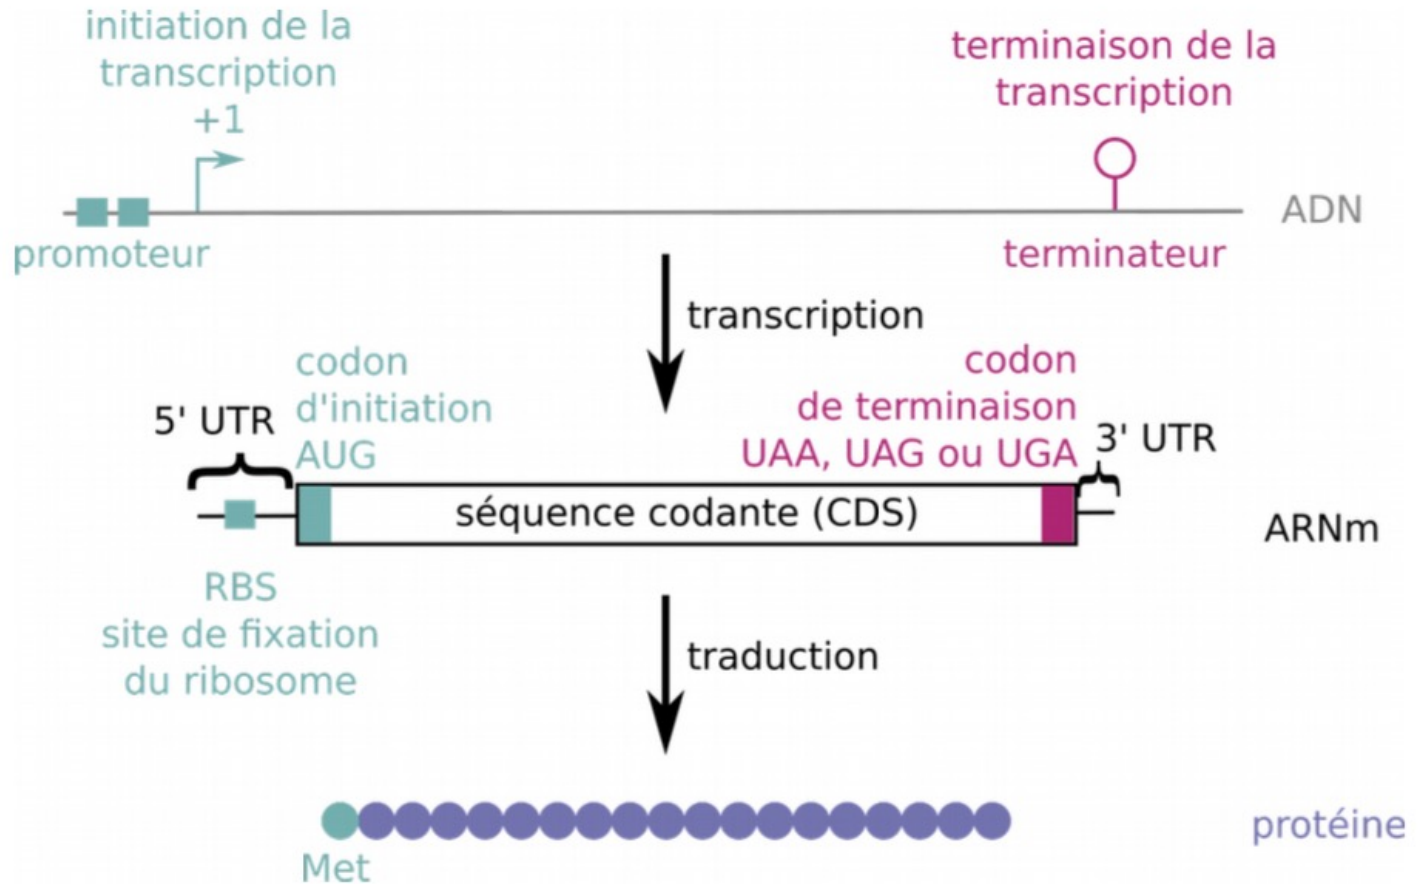 initiation de la
transcription
+1
terminaison de la
transcription
ADN
promoteur
terminateur
transcription
codon
d'initiation
AUG
codon
de terminaison
UAA, UAG ou UGA
5' UTR
3' UTR
séquence codante (CDS)
ARNm
RBS
site de fixation
du ribosome
traduction
protéine
Met